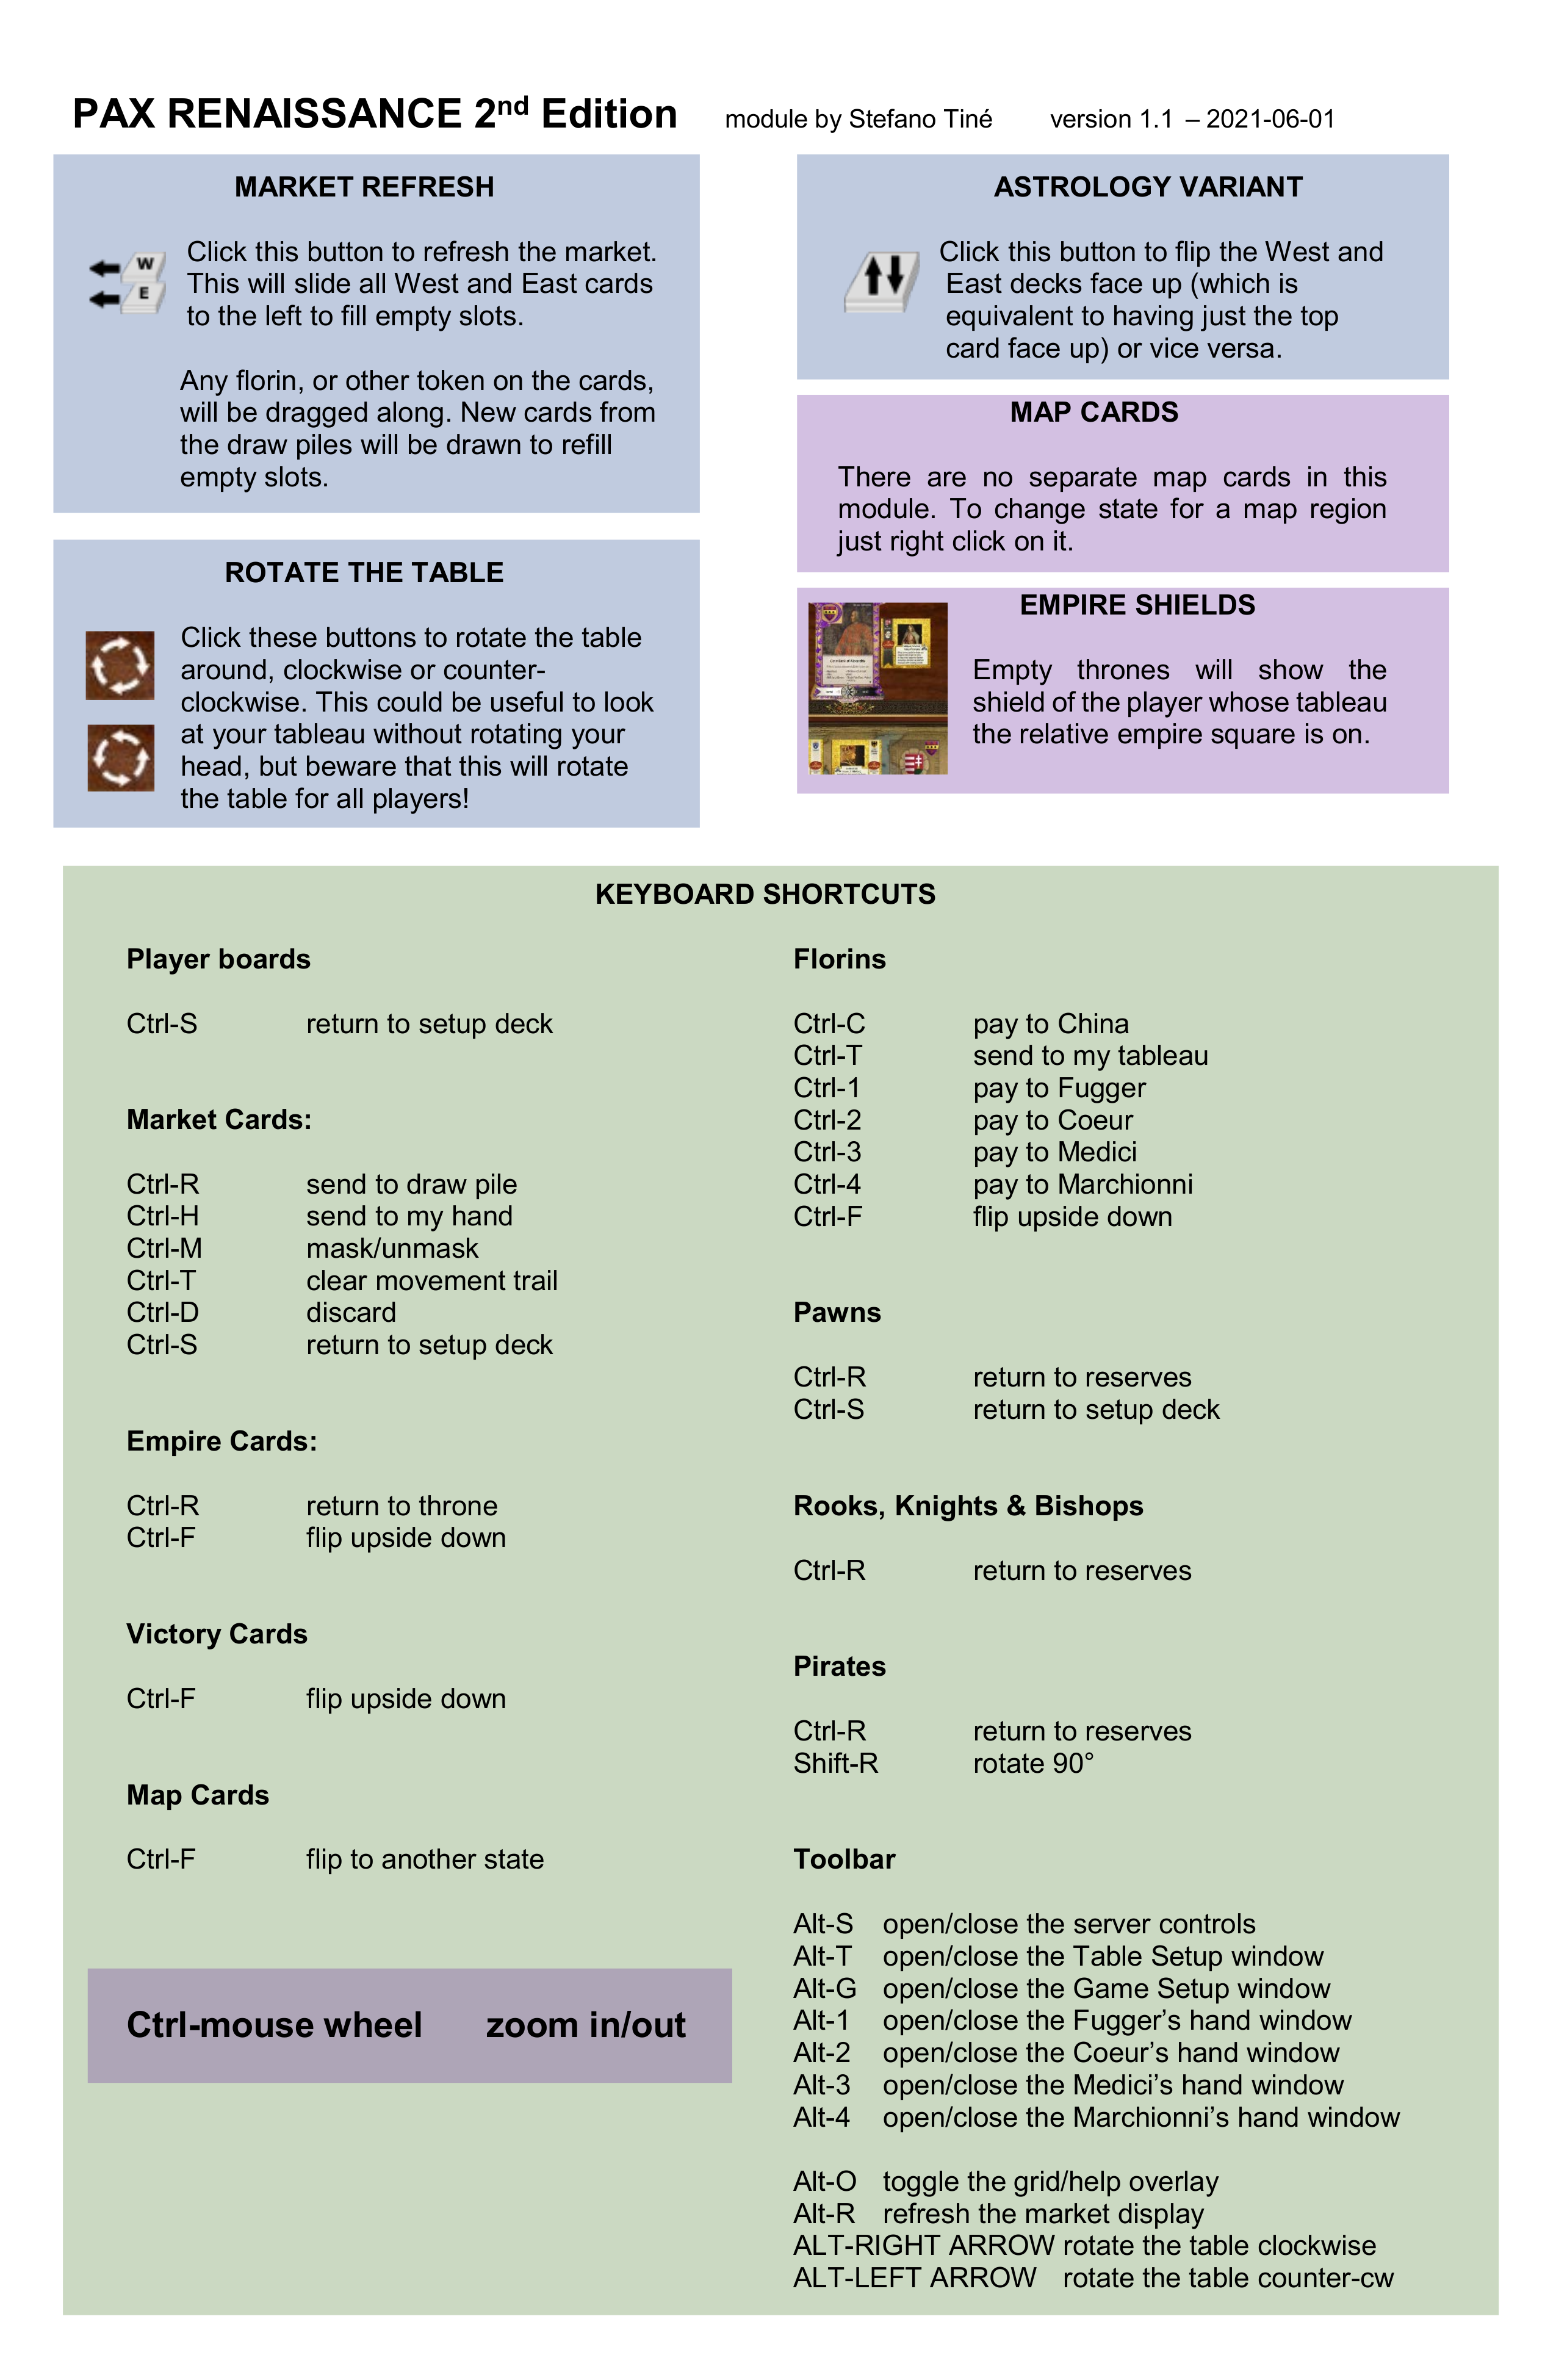 PAX RENAISSANCE 2nd Edition module by Stefano Tiné version 1.1 – 2021-06-01
MARKET REFRESH
W
E
Click this button to refresh the market.
This will slide all West and East cards
to the left to fill empty slots.
Any florin, or other token on the cards,
will be dragged along. New cards from
the draw piles will be drawn to refill
empty slots.
ROTATE THE TABLE
Click these buttons to rotate the table
around, clockwise or counter-
clockwise. This could be useful to look
at your tableau without rotating your
head, but beware that this will rotate
the table for all players!
ASTROLOGY VARIANT
Click this button to flip the West and
East decks face up (which is
equivalent to having just the top
card face up) or vice versa.
MAP CARDS
There are no separate map cards in this
module. To change state for a map region
just right click on it.
EMPIRE SHIELDS
Empty thrones will show the
shield of the player whose tableau
the relative empire square is on.
KEYBOARD SHORTCUTS
Player boards
Ctrl-S return to setup deck
Market Cards:
Ctrl-R send to draw pile
Ctrl-H send to my hand
Ctrl-M mask/unmask
Ctrl-T clear movement trail
Ctrl-D discard
Ctrl-S return to setup deck
Empire Cards:
Ctrl-R return to throne
Ctrl-F flip upside down
Victory Cards
Ctrl-F flip upside down
Map Cards
Ctrl-F flip to another state
Ctrl-mouse wheel zoom in/out
Florins
Ctrl-C pay to China
Ctrl-T send to my tableau
Ctrl-1 pay to Fugger
Ctrl-2 pay to Coeur
Ctrl-3 pay to Medici
Ctrl-4 pay to Marchionni
Ctrl-F flip upside down
Pawns
Ctrl-R return to reserves
Ctrl-S return to setup deck
Rooks, Knights & Bishops
Ctrl-R return to reserves
Pirates
Ctrl-R return to reserves
Shift-R rotate 90°
Toolbar
Alt-S open/close the server controls
Alt-T open/close the Table Setup window
Alt-G open/close the Game Setup window
Alt-1 open/close the Fugger’s hand window
Alt-2 open/close the Coeur’s hand window
Alt-3 open/close the Medici’s hand window
Alt-4 open/close the Marchionni’s hand window
Alt-O toggle the grid/help overlay
Alt-R refresh the market display
ALT-RIGHT ARROW rotate the table clockwise
ALT-LEFT ARROW rotate the table counter-cw